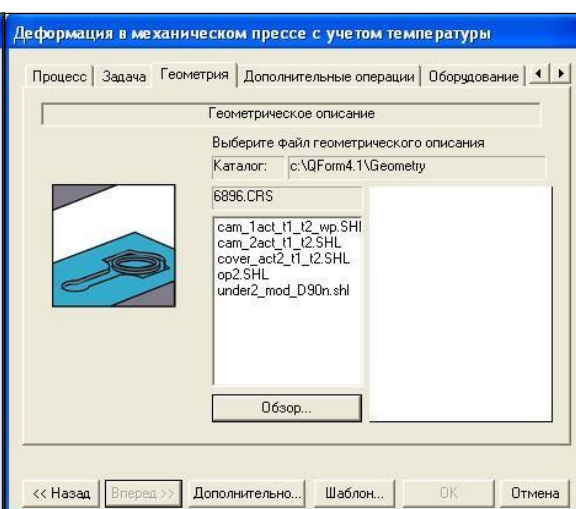 Деформация в механическом прессе с учетом температуры
Процесс Задача Геометрия Дополнительные операции Оборудование
Геометрическое описание
Выберите файл геометрического описания
Каталог: c:\QForm4.1\Geometry
6896.CRS
cam_1act_t1_t2_wp.SHI
cam_2act_t1_t2.SHL
cover_act2_t1_t2.SHL
op2.SHL
under2_mod_D90n.shl
Обзор...
<< Назад Вперед >> Дополнительно... Шаблон... OK Отмена